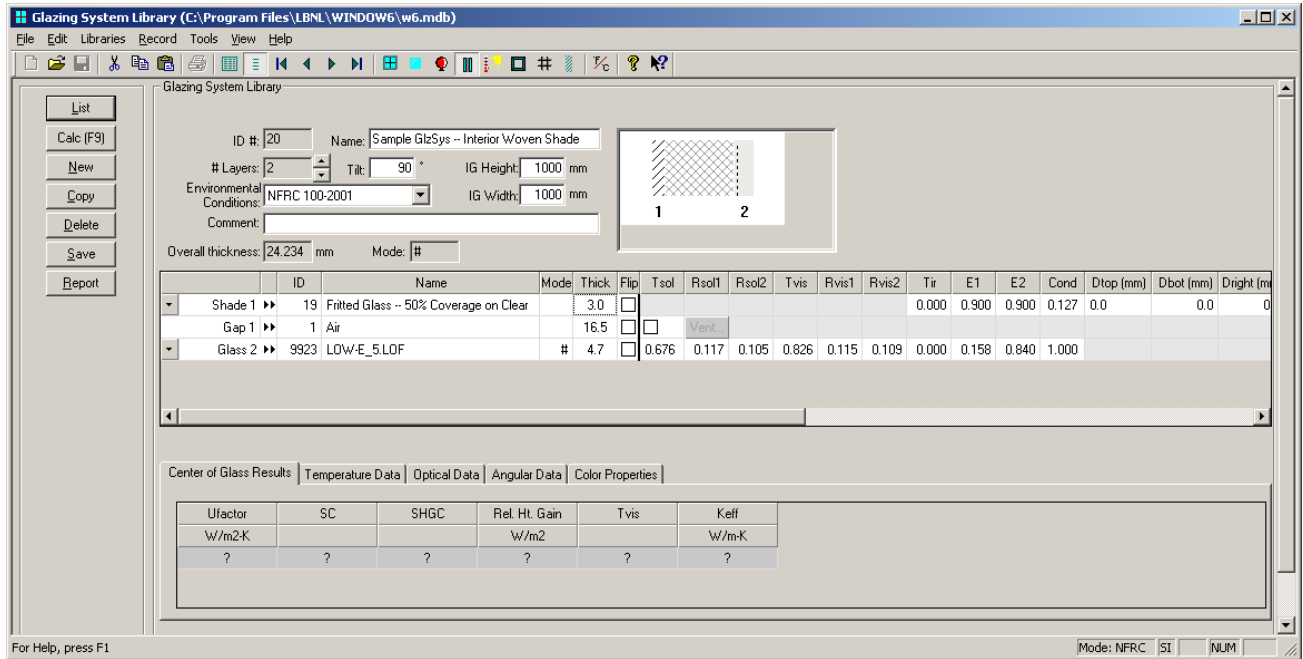 Glazing System Library (C:\Program Files\LBNL\WINDOW6\w6.mdb)
File Edit Libraries Record Tools View Help
Glazing System Library
List
Calc (F9)
New
Copy
Delete
Save
Report
ID #: 20 Name: Sample GlzSys -- Interior Woven Shade
# Layers: 2 Tilt: 90 ° IG Height: 1000 mm
Environmental Conditions: NFRC 100-2001 IG Width: 1000 mm
Comment:
Overall thickness: 24.234 mm Mode: #
1 2
ID Name Mode Thick Flip Tsol Rsol1 Rsol2 Tvis Rvis1 Rvis2 Tir E1 E2 Cond Dtop (mm) Dbot (mm) Dright (m
Shade 1 19 Fritted Glass -- 50% Coverage on Clear 3.0 0.000 0.900 0.900 0.127 0.0 0.0 0
Gap 1 1 Air 16.5 Vent...
Glass 2 9923 LOW-E_5.LOF # 4.7 0.676 0.117 0.105 0.826 0.115 0.109 0.000 0.158 0.840 1.000
Center of Glass Results Temperature Data Optical Data Angular Data Color Properties
Ufactor SC SHGC Rel. Ht. Gain Tvis Keff
W/m2-K W/m2 W/m-K
? ? ? ? ? ?
For Help, press F1 Mode: NFRC SI NUM